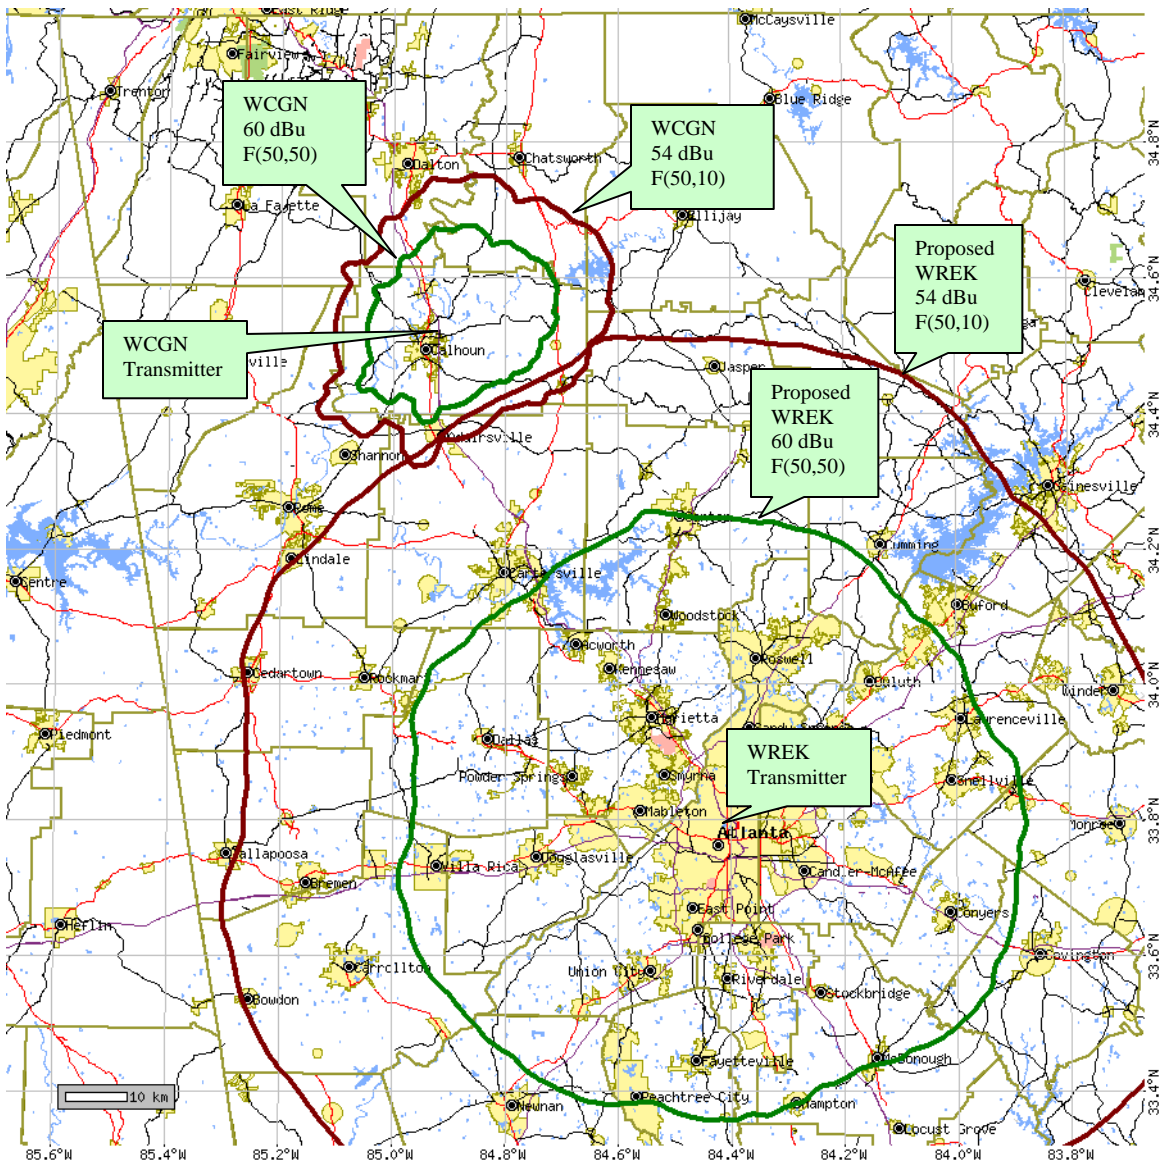 East Ridge
McCaysville
Fairview
Trenton
Blue Ridge
WCGN
60 dBu
F(50,50)
WCGN
54 dBu
F(50,10)
34.8°N
Dalton
Chatsworth
La Fayette
Ellijay
Proposed
WREK
54 dBu
F(50,10)
34.6°N
WCGN
Transmitter
Calhoun
Jasper
Proposed
WREK
60 dBu
F(50,50)
34.4°N
Adairsville
Shannon
Gainesville
Rome
Canton
Cumming
34.2°N
Lindale
Cartersville
Centre
Buford
Woodstock
Acworth
Roswell
Kennesaw
Cedartown
Rockmart
Duluth
34.0°N
Winder
Marietta
Lawrenceville
Piedmont
Dallas
WREK
Transmitter
Powder Springs
Smyrna
Snellville
Mableton
33.8°N
Monroe
Atlanta
Tallapoosa
Douglasville
Villa Rica
Candler-McAfee
Bremen
East Point
Conyers
Heflin
College Park
33.6°N
Covington
Carrollton
Union City
Riverdale
Stockbridge
Bowdon
Fayetteville
McDonough
33.4°N
10 km
Peachtree City
Newnan
Hampton
Locust Grove
85.6°W
85.4°W
85.2°W
85.0°W
84.8°W
84.6°W
84.4°W
84.2°W
84.0°W
83.8°W